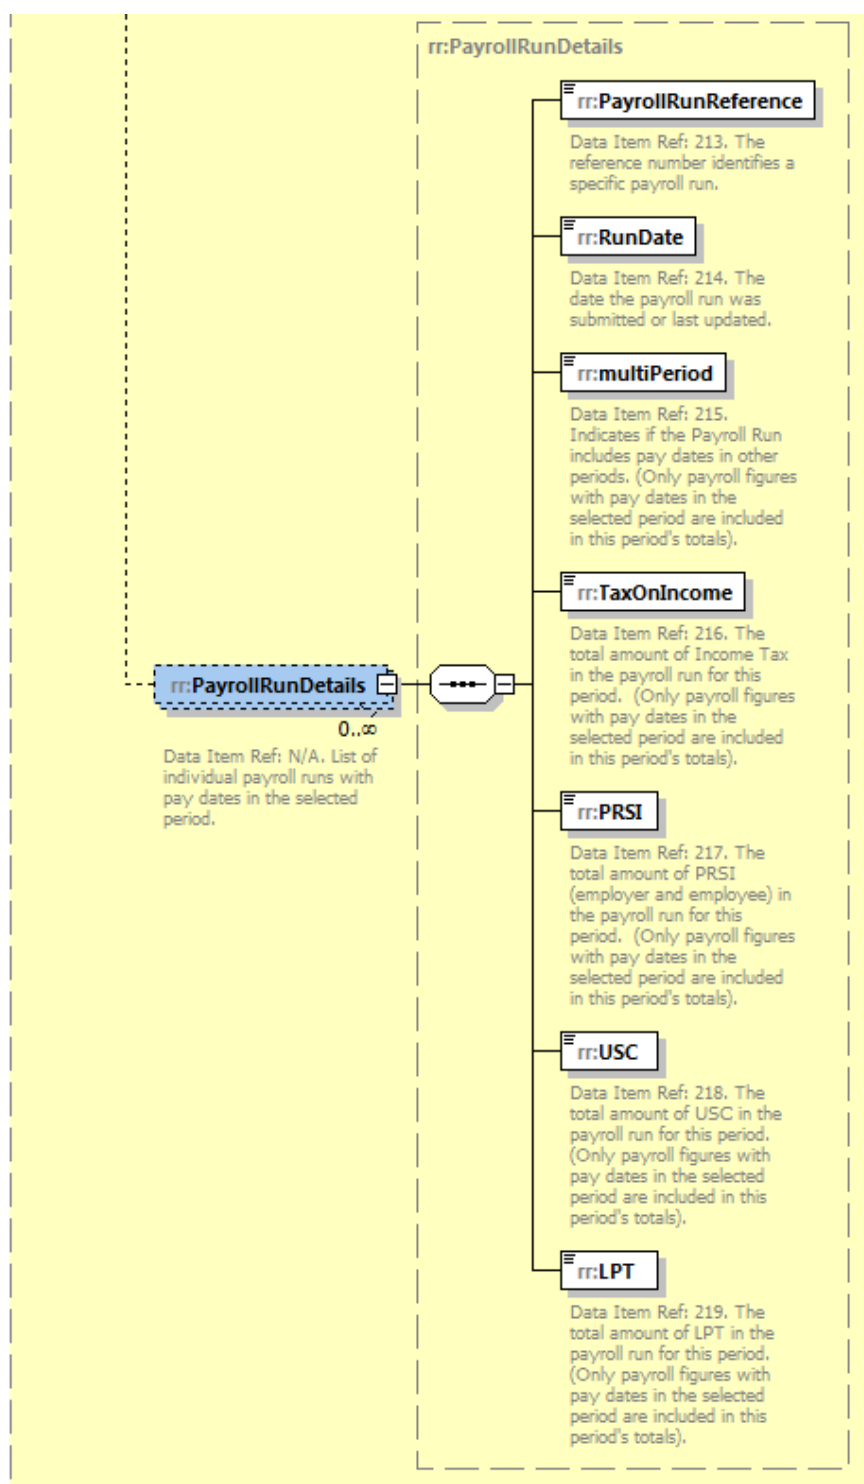 rr:PayrollRunDetails
rr:PayrollRunReference
Data Item Ref: 213. The
reference number identifies a
specific payroll run.
rr:RunDate
Data Item Ref: 214. The
date the payroll run was
submitted or last updated.
rr:multiPeriod
Data Item Ref: 215.
Indicates if the Payroll Run
includes pay dates in other
periods. (Only payroll figures
with pay dates in the
selected period are included
in this period's totals).
rr:TaxOnIncome
Data Item Ref: 216. The
total amount of Income Tax
in the payroll run for this
period.  (Only payroll figures
with pay dates in the
selected period are included
in this period's totals).
rr:PayrollRunDetails
0..∞
Data Item Ref: N/A. List of
individual payroll runs with
pay dates in the selected
period.
rr:PRSI
Data Item Ref: 217. The
total amount of PRSI
(employer and employee) in
the payroll run for this
period.  (Only payroll figures
with pay dates in the
selected period are included
in this period's totals).
rr:USC
Data Item Ref: 218. The
total amount of USC in the
payroll run for this period.
(Only payroll figures with
pay dates in the selected
period are included in this
period's totals).
rr:LPT
Data Item Ref: 219. The
total amount of LPT in the
payroll run for this period.
(Only payroll figures with
pay dates in the selected
period are included in this
period's totals).